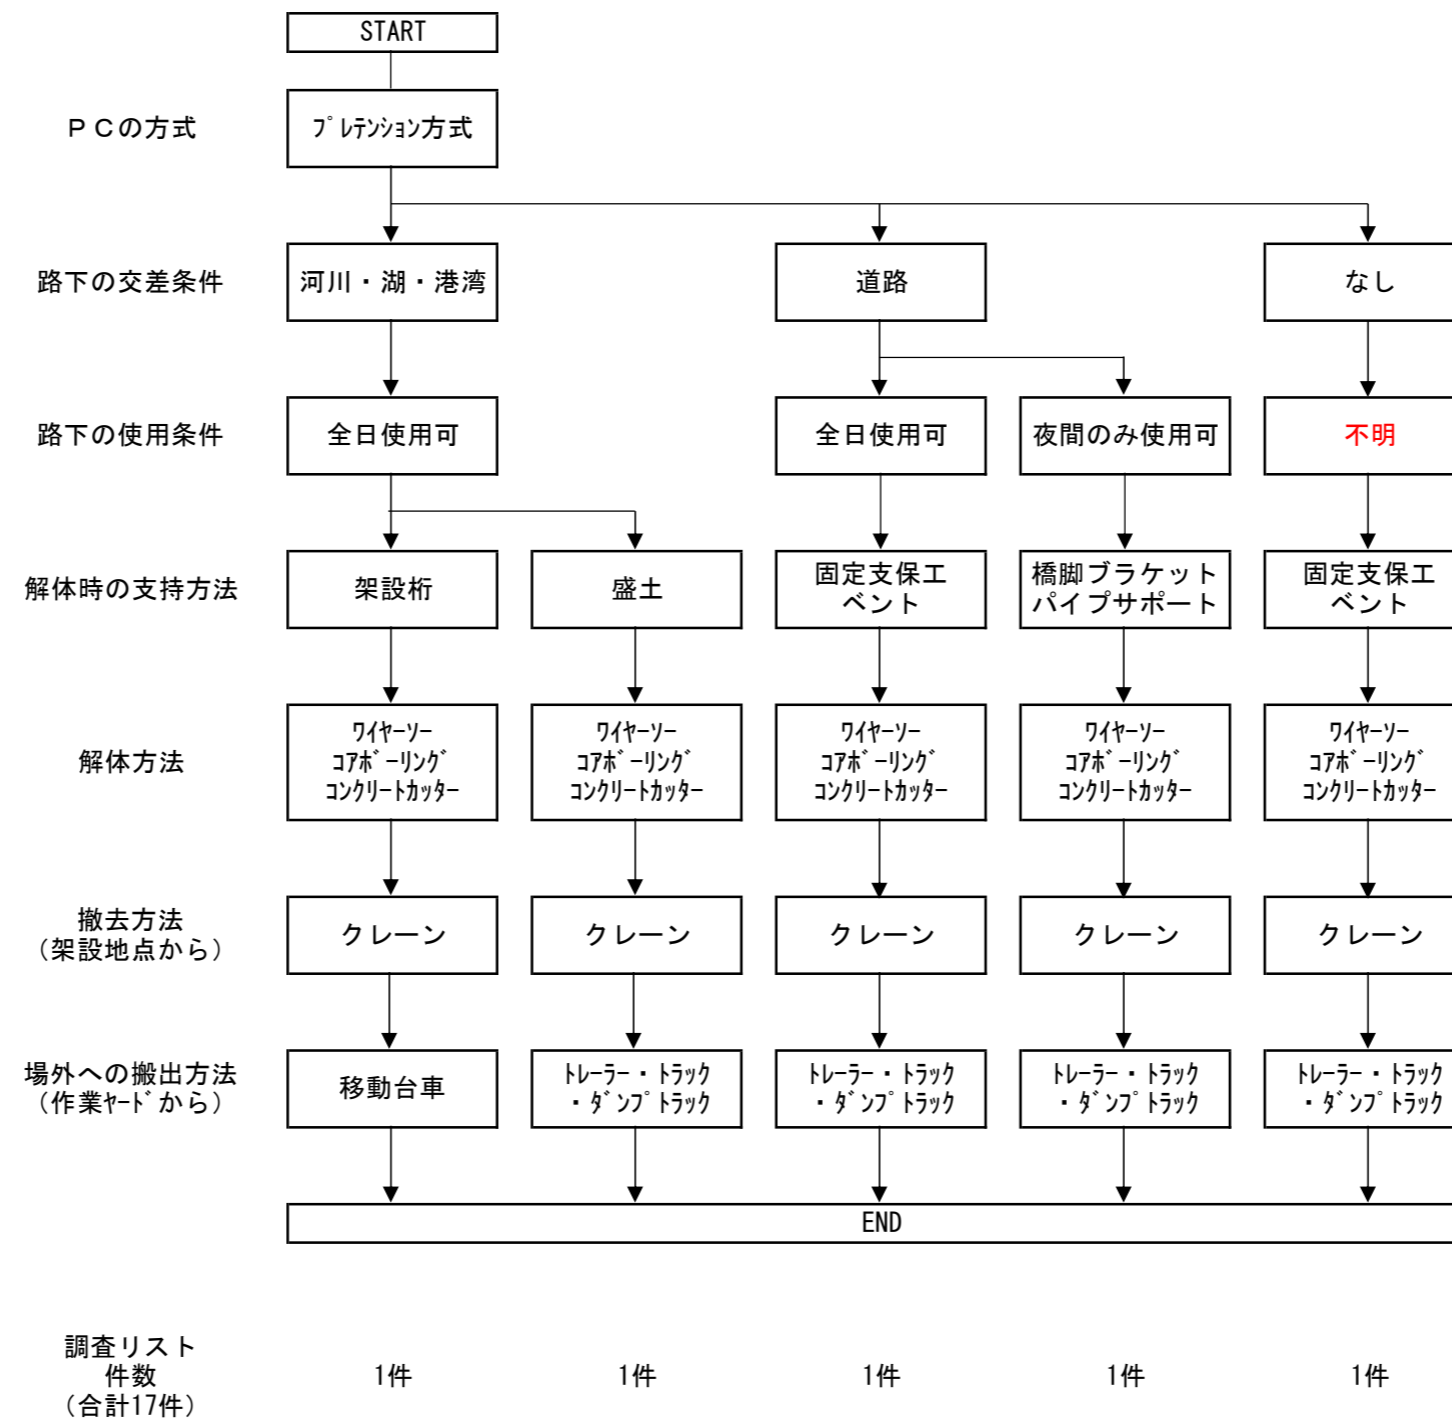 START
ＰＣの方式
ﾌﾟﾚﾃﾝｼｮﾝ方式
路下の交差条件
河川・湖・港湾
道路
なし
路下の使用条件
全日使用可
全日使用可
夜間のみ使用可
不明
解体時の支持方法
架設桁
盛土
固定支保工
ベント
橋脚ブラケット
パイプサポート
固定支保工
ベント
解体方法
ﾜｲﾔｰｿｰ
ｺｱﾎﾞｰﾘﾝｸﾞ
ｺﾝｸﾘｰﾄｶｯﾀｰ
ﾜｲﾔｰｿｰ
ｺｱﾎﾞｰﾘﾝｸﾞ
ｺﾝｸﾘｰﾄｶｯﾀｰ
ﾜｲﾔｰｿｰ
ｺｱﾎﾞｰﾘﾝｸﾞ
ｺﾝｸﾘｰﾄｶｯﾀｰ
ﾜｲﾔｰｿｰ
ｺｱﾎﾞｰﾘﾝｸﾞ
ｺﾝｸﾘｰﾄｶｯﾀｰ
ﾜｲﾔｰｿｰ
ｺｱﾎﾞｰﾘﾝｸﾞ
ｺﾝｸﾘｰﾄｶｯﾀｰ
撤去方法
（架設地点から）
クレーン
クレーン
クレーン
クレーン
クレーン
場外への搬出方法
（作業ﾔｰﾄﾞから）
移動台車
ﾄﾚｰﾗｰ・ﾄﾗｯｸ
・ﾀﾞﾝﾌﾟﾄﾗｯｸ
ﾄﾚｰﾗｰ・ﾄﾗｯｸ
・ﾀﾞﾝﾌﾟﾄﾗｯｸ
ﾄﾚｰﾗｰ・ﾄﾗｯｸ
・ﾀﾞﾝﾌﾟﾄﾗｯｸ
ﾄﾚｰﾗｰ・ﾄﾗｯｸ
・ﾀﾞﾝﾌﾟﾄﾗｯｸ
END
調査リスト
件数
（合計17件）
1件
1件
1件
1件
1件